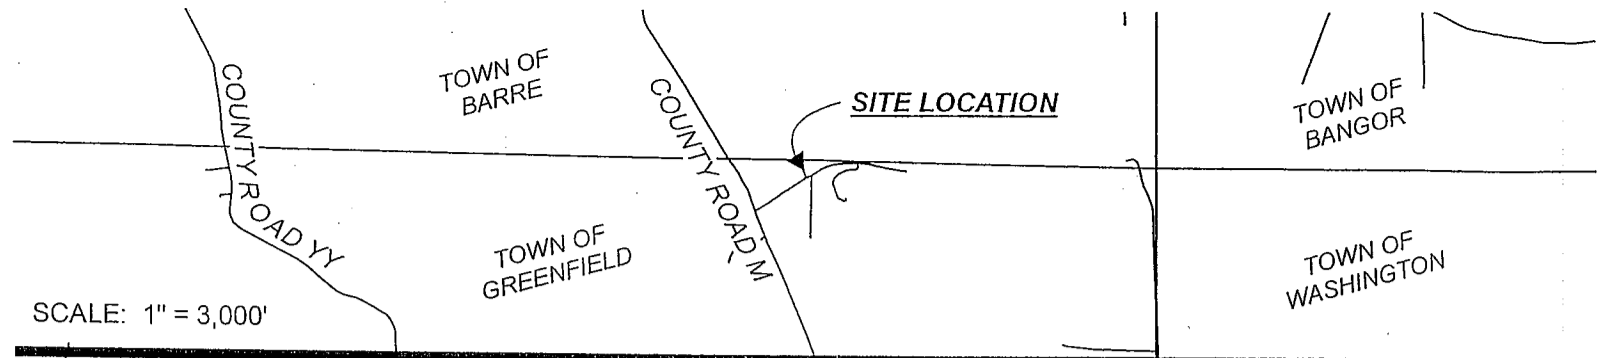 TOWN OF
BARRE
COUNTY ROAD YY
COUNTY ROAD M
SITE LOCATION
TOWN OF
BANGOR
TOWN OF
GREENFIELD
TOWN OF
WASHINGTON
SCALE: 1" = 3,000'